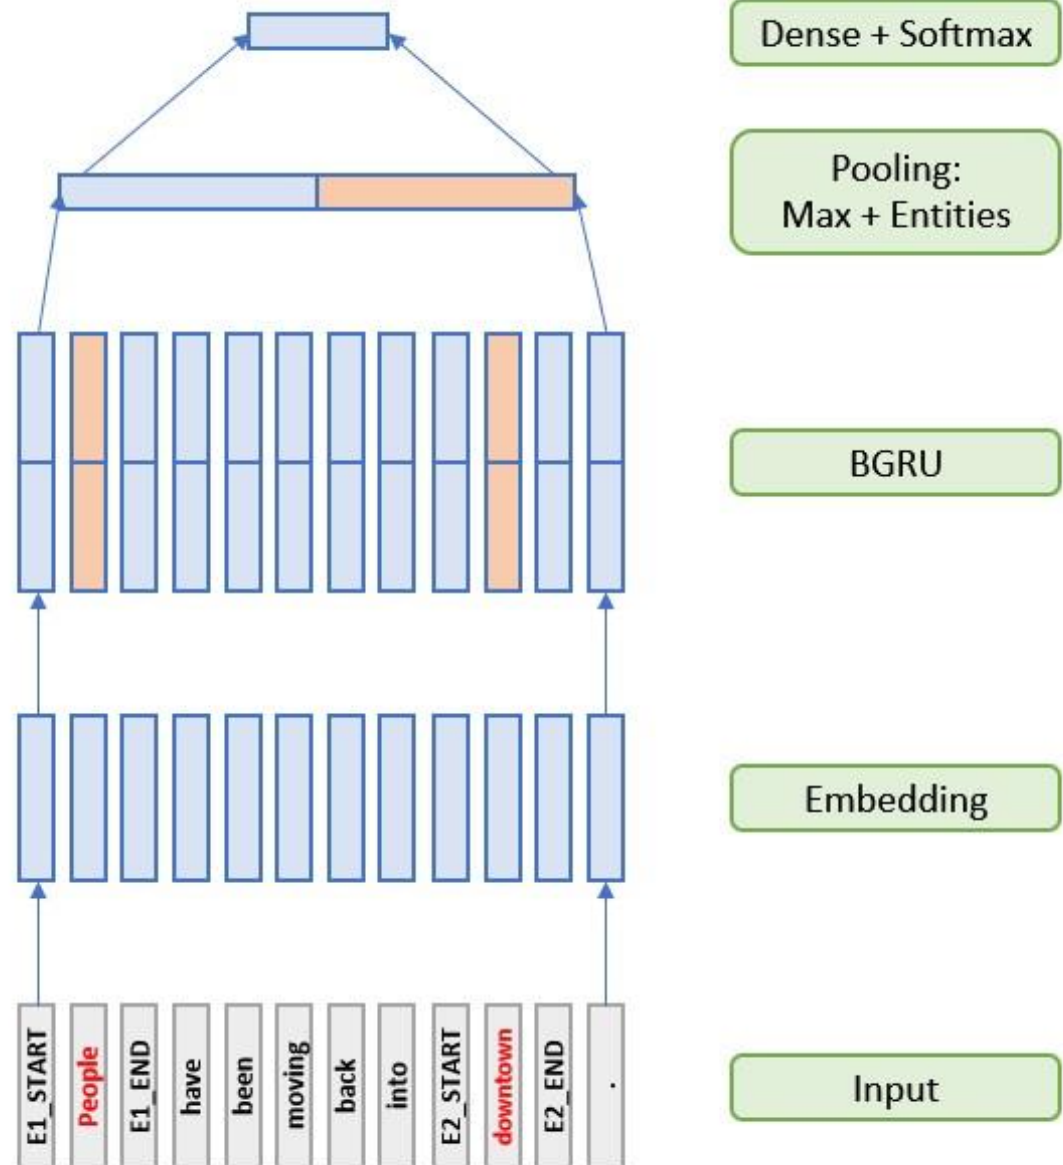 Dense + Softmax
Pooling:
Max + Entities
BGRU
Embedding
E1_START
People
E1_END
have
been
moving
back
into
E2_START
downtown
E2_END
.
Input